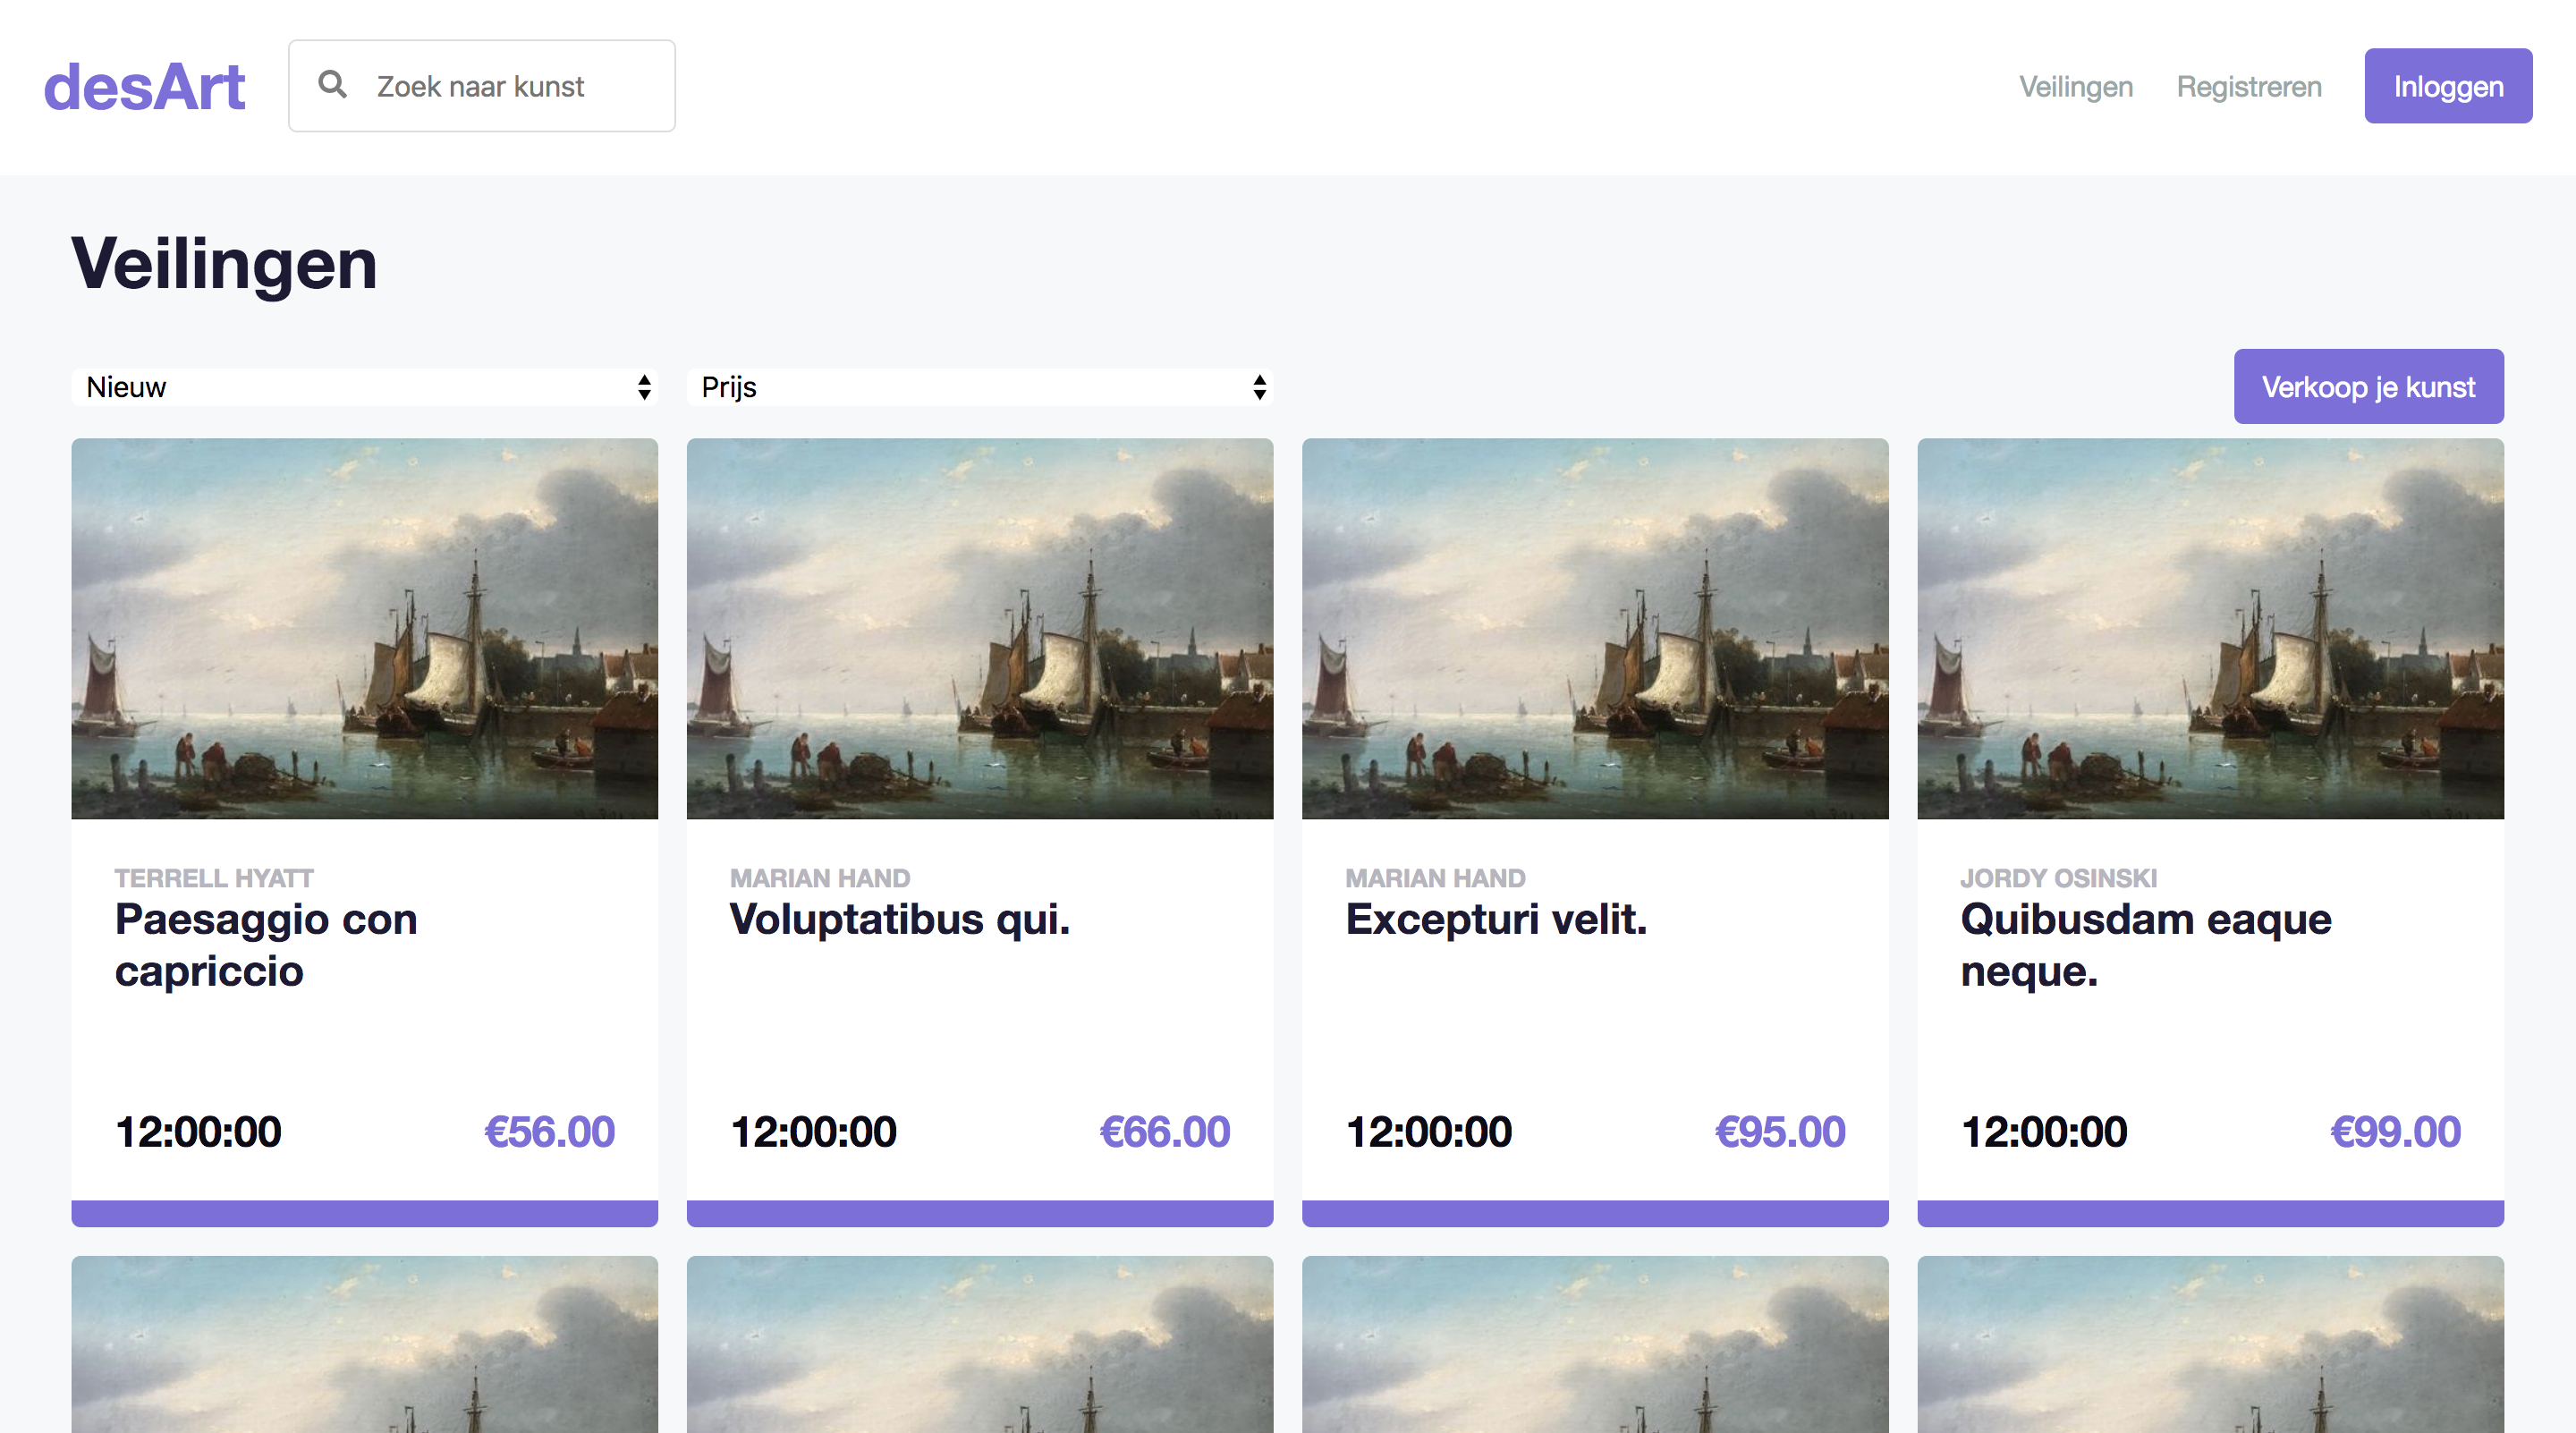 desArt
Zoek naar kunst
Veilingen
Registreren
Inloggen
Veilingen
Nieuw
Prijs
Verkoop je kunst
TERRELL HYATT
Paesaggio con
capriccio
12:00:00
€56.00
MARIAN HAND
Voluptatibus qui.
12:00:00
€66.00
MARIAN HAND
Excepturi velit.
12:00:00
€95.00
JORDY OSINSKI
Quibusdam eaque
neque.
12:00:00
€99.00